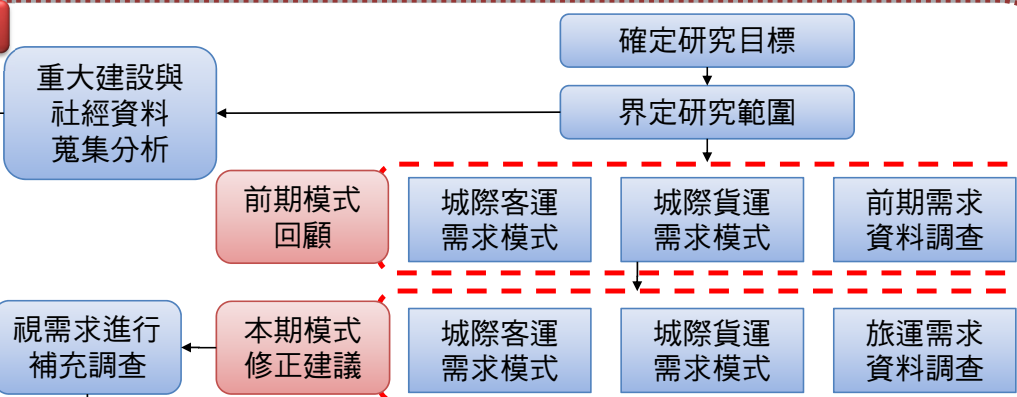 確定研究目標
重大建設與
社經資料
蒐集分析
界定研究範圍
前期模式
回顧
城際客運
需求模式
城際貨運
需求模式
前期需求
資料調查
視需求進行
補充調查
本期模式
修正建議
城際客運
需求模式
城際貨運
需求模式
旅運需求
資料調查